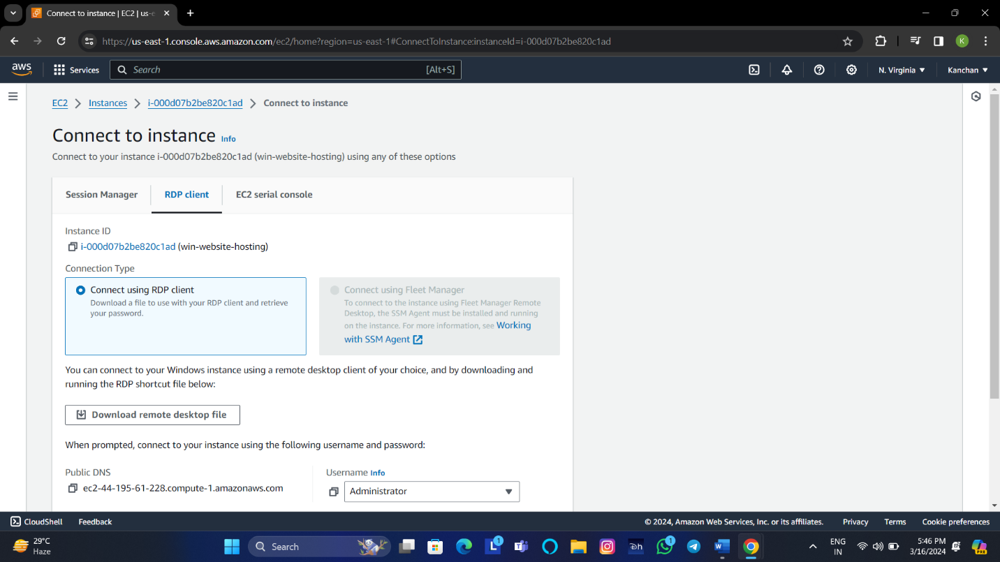 Connect to instance | EC2 | us-e
https://us-east-1.console.aws.amazon.com/ec2/home?region=us-east-1#ConnectToInstance:instanceId=i-000d07b2be820c1ad
K
aws
Services
Search
[Alt+S]
N. Virginia
Kanchan
EC2
Instances
i-000d07b2be820c1ad
Connect to instance
Connect to instance Info
Connect to your instance i-000d07b2be820c1ad (win-website-hosting) using any of these options
Session Manager
RDP client
EC2 serial console
Instance ID
i-000d07b2be820c1ad (win-website-hosting)
Connection Type
Connect using RDP client
Download a file to use with your RDP client and retrieve
your password.
Connect using Fleet Manager
To connect to the instance using Fleet Manager Remote
Desktop, the SSM Agent must be installed and running
on the instance. For more information, see Working
with SSM Agent
You can connect to your Windows instance using a remote desktop client of your choice, and by downloading and
running the RDP shortcut file below:
Download remote desktop file
When prompted, connect to your instance using the following username and password:
Public DNS
ec2-44-195-61-228.compute-1.amazonaws.com
Username Info
Administrator
CloudShell
Feedback
© 2024, Amazon Web Services, Inc. or its affiliates.
Privacy
Terms
Cookie preferences
29°C
Haze
Search
L
1
1
ENG
IN
5:46 PM
3/16/2024
PRE